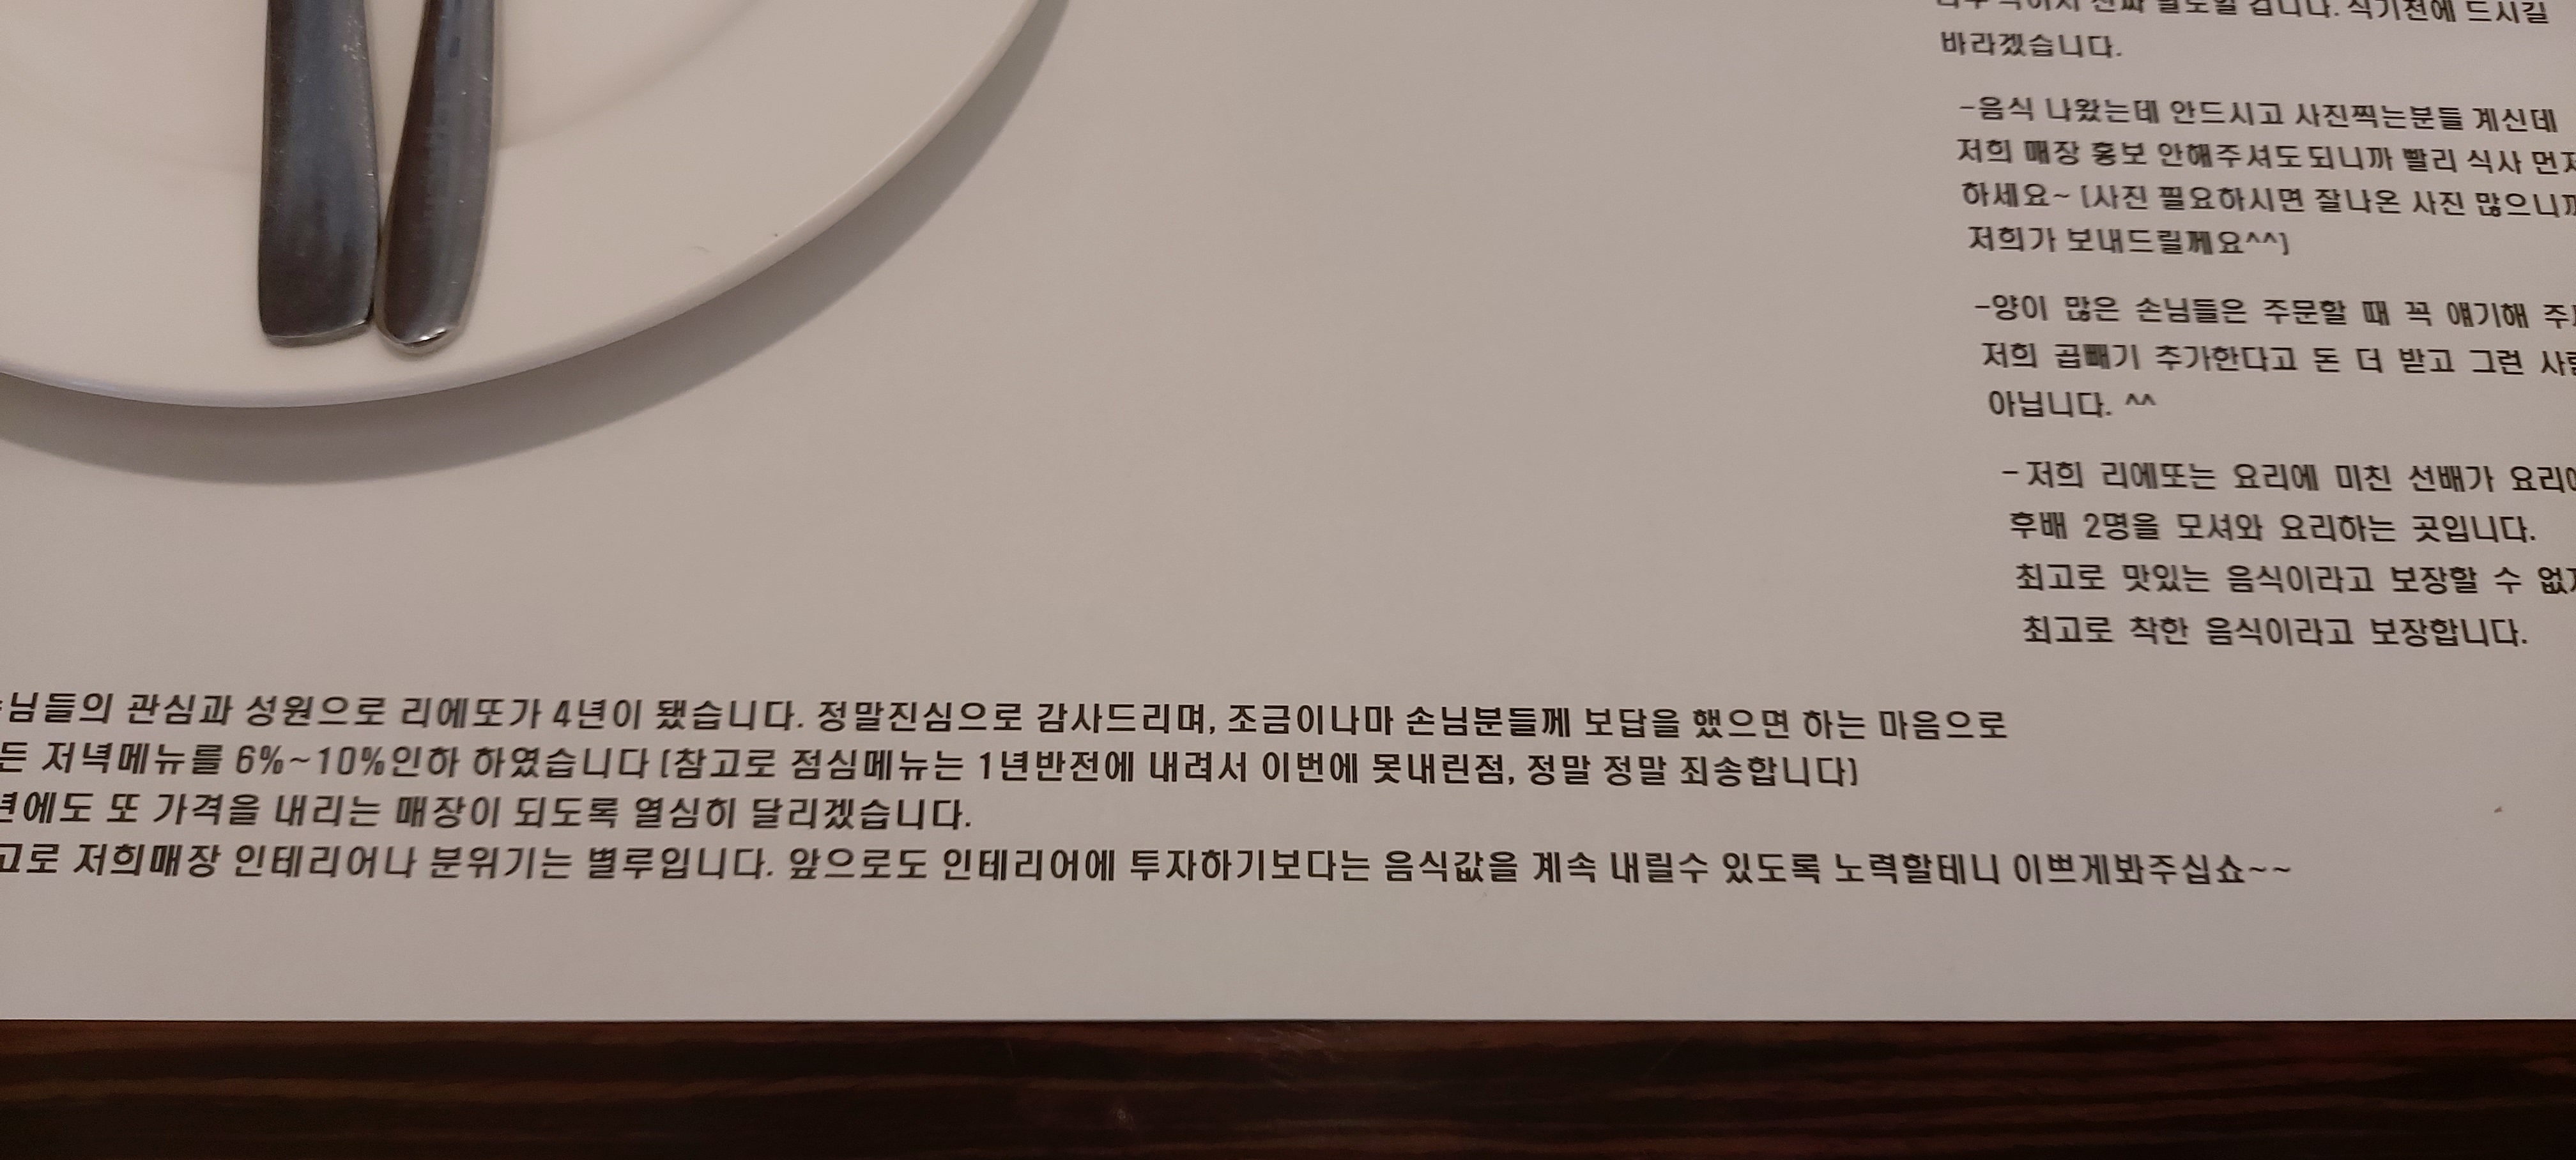 드시길
바라겠습니다.
-음식 나왔는데 안드시고 사진찍는분들 계신데
저희 매장 홍보 안해주셔도되니까 빨리 식사
하세요~ (사진 필요하시면 잘나온 사진
저희가 보내드릴께요^^)
-양이 많은 손님들은 주문할 때 꼭 얘기해
저희 곱빼기 추가한다고 돈 더 받고 그런
아닙니다. ^^
- 저희 리에또는 요리에 미친 선배가
후배 2명을 모셔와 요리하는 곳입니다.
최고로 맛있는 음식이라고 보장할 수
최고로 착한 음식이라고 보장합니다.
관심과 성원으로 리에또가 4년이 됐습니다. 정말진심으로 감사드리며, 조금이나마 손님분들께 보답을 했으면 하는 마음으로
저녁메뉴를 6%~10%인하 하였습니다 (참고로 점심메뉴는 1년반전에 내려서 이번에 못내린점, 정말 정말 죄송합니다)
또 가격을 내리는 매장이 되도록 열심히 달리겠습니다.
저희매장 인테리어나 분위기는 별루입니다. 앞으로도 인테리어에 투자하기보다는 음식값을 계속 내릴수 있도록 노력할테니 이쁘게봐주십쇼~~